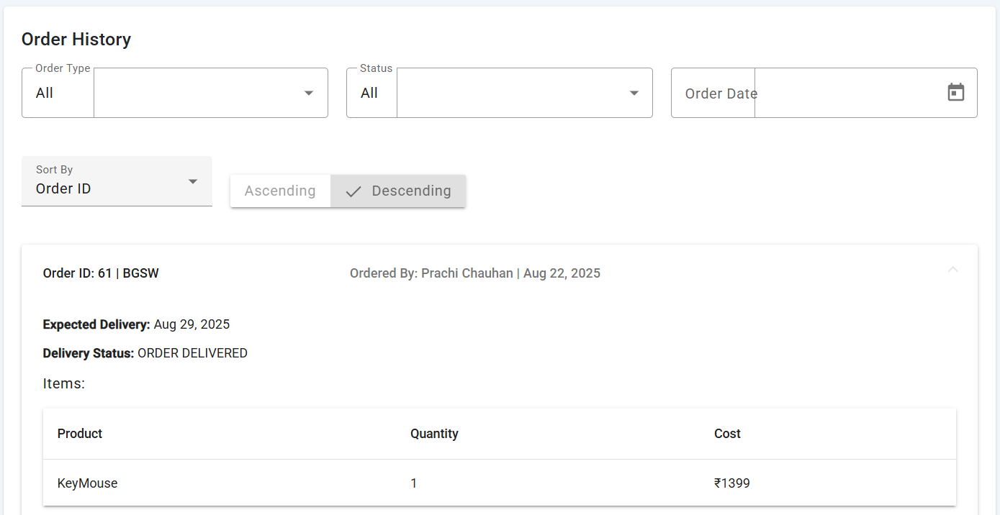 Order History
Order Type
All
Status
All
Order Date
Sort By
Order ID
Ascending
Descending
Order ID: 61 | BGSW
Ordered By: Prachi Chauhan | Aug 22, 2025
Expected Delivery: Aug 29, 2025
Delivery Status: ORDER DELIVERED
Items:
Product Quantity Cost
KeyMouse 1 ₹1399